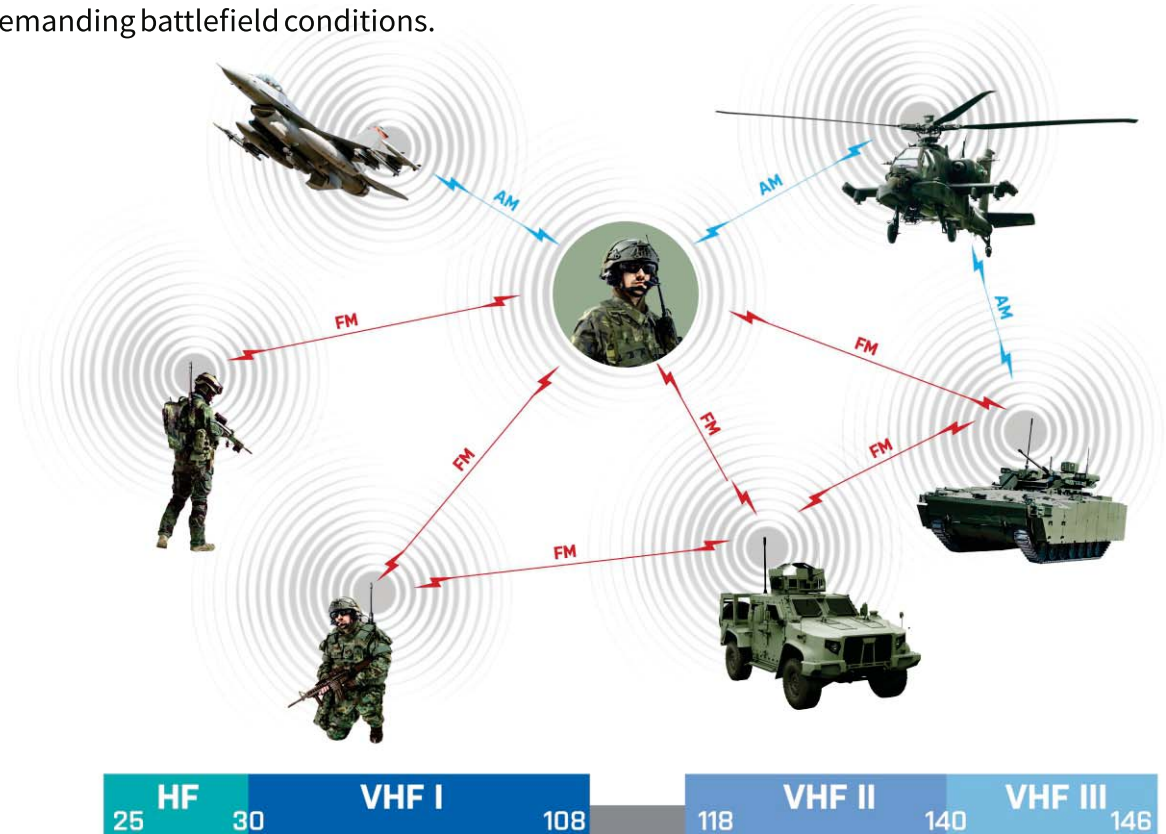 emanding battlefield conditions.
AM
AM
AM
FM
FM
FM
FM
FM
FM
HF
VHF I
VHF II
VHF III
25
30
108
118
140
146